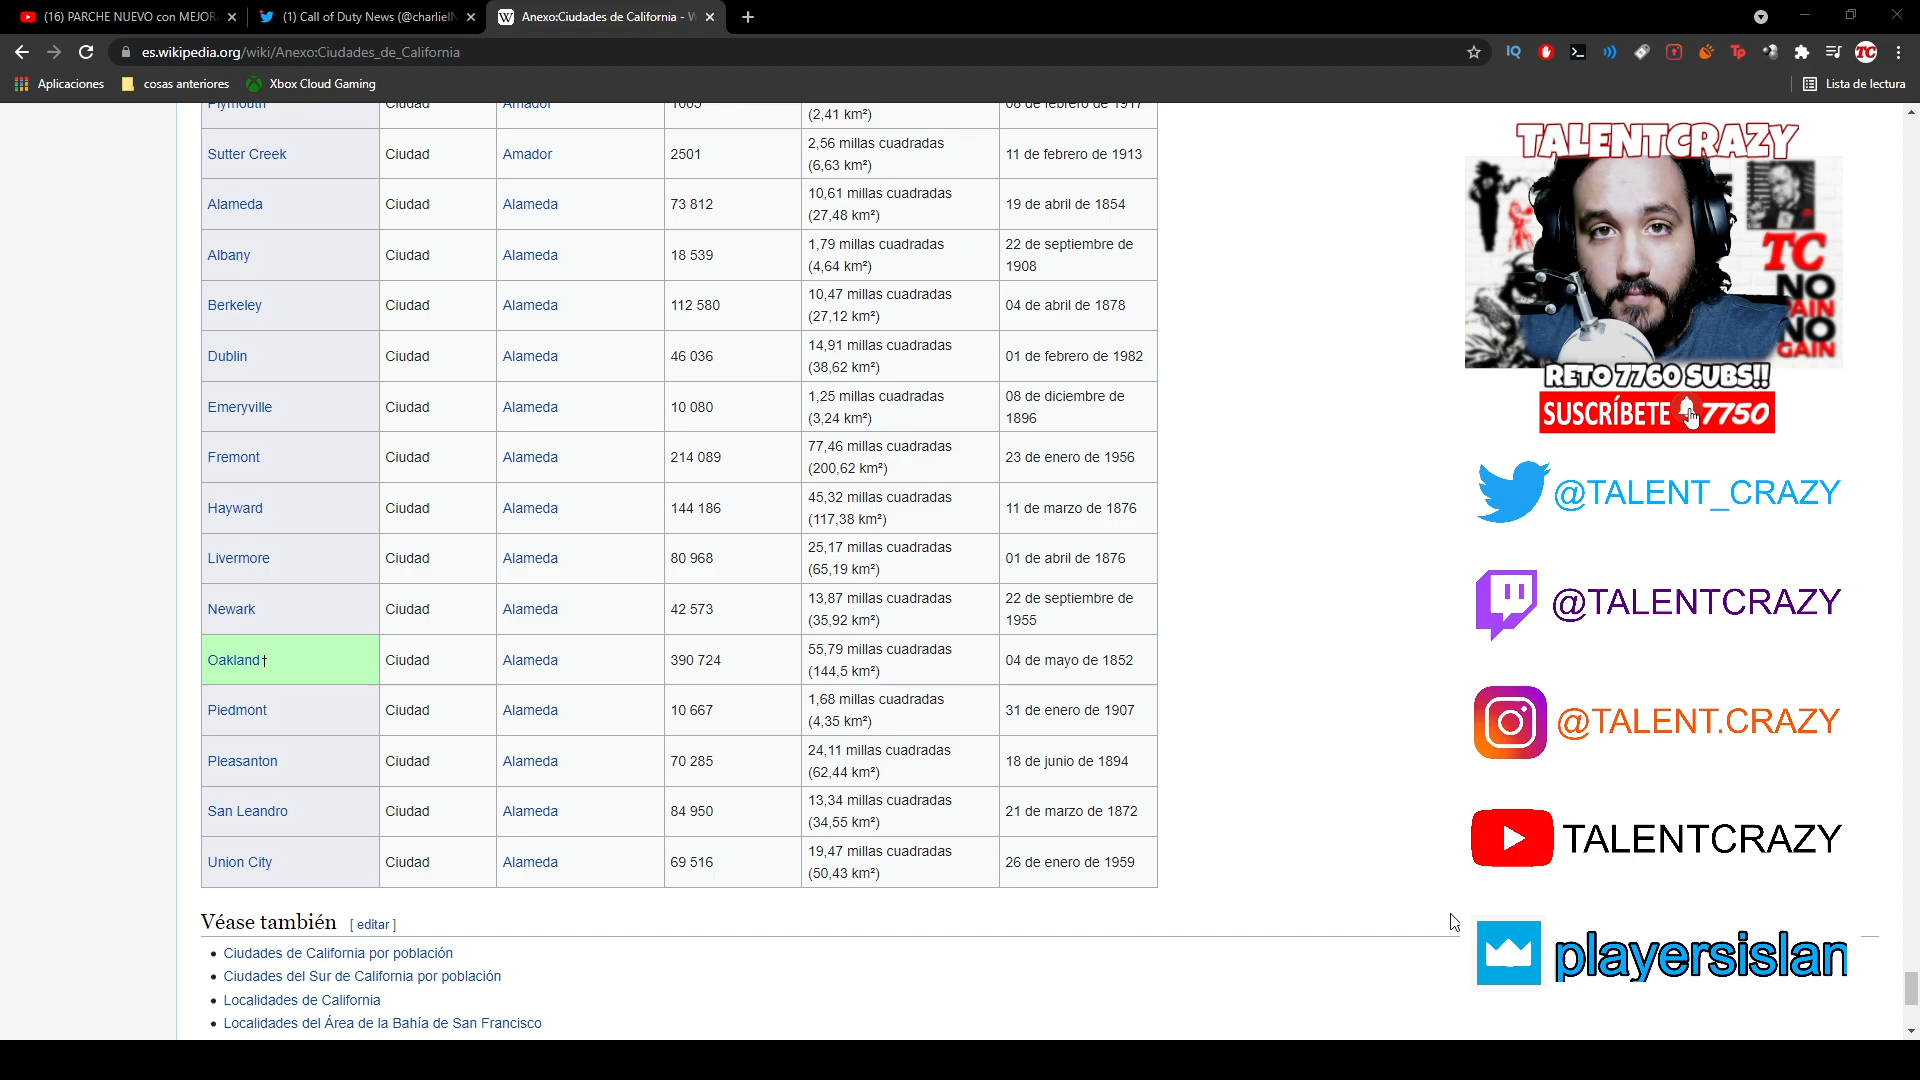 (16) PARCHE NUEVO con MEJOR
(1) Call of Duty News (@charlieIN
Anexo:Ciudades de California - W
es.wikipedia.org/wiki/Anexo:Ciudades_de_California
Aplicaciones
cosas anteriores
Xbox Cloud Gaming
Lista de lectura
Plymouth Ciudad Amador 1005 (2,41 km²) 08 de febrero de 1917
Sutter Creek Ciudad Amador 2501 2,56 millas cuadradas (6,63 km²) 11 de febrero de 1913
Alameda Ciudad Alameda 73 812 10,61 millas cuadradas (27,48 km²) 19 de abril de 1854
Albany Ciudad Alameda 18 539 1,79 millas cuadradas (4,64 km²) 22 de septiembre de 1908
Berkeley Ciudad Alameda 112 580 10,47 millas cuadradas (27,12 km²) 04 de abril de 1878
Dublin Ciudad Alameda 46 036 14,91 millas cuadradas (38,62 km²) 01 de febrero de 1982
Emeryville Ciudad Alameda 10 080 1,25 millas cuadradas (3,24 km²) 08 de diciembre de 1896
Fremont Ciudad Alameda 214 089 77,46 millas cuadradas (200,62 km²) 23 de enero de 1956
Hayward Ciudad Alameda 144 186 45,32 millas cuadradas (117,38 km²) 11 de marzo de 1876
Livermore Ciudad Alameda 80 968 25,17 millas cuadradas (65,19 km²) 01 de abril de 1876
Newark Ciudad Alameda 42 573 13,87 millas cuadradas (35,92 km²) 22 de septiembre de 1955
Oakland† Ciudad Alameda 390 724 55,79 millas cuadradas (144,5 km²) 04 de mayo de 1852
Piedmont Ciudad Alameda 10 667 1,68 millas cuadradas (4,35 km²) 31 de enero de 1907
Pleasanton Ciudad Alameda 70 285 24,11 millas cuadradas (62,44 km²) 18 de junio de 1894
San Leandro Ciudad Alameda 84 950 13,34 millas cuadradas (34,55 km²) 21 de marzo de 1872
Union City Ciudad Alameda 69 516 19,47 millas cuadradas (50,43 km²) 26 de enero de 1959
Véase también [ editar ]
Ciudades de California por población
Ciudades del Sur de California por población
Localidades de California
Localidades del Área de la Bahía de San Francisco
TALENTCRAZY
TC
NO
GAIN
NO
GAIN
RETO 7760 SUBS!!
SUSCRÍBETE 7750
@TALENT_CRAZY
@TALENTCRAZY
@TALENT.CRAZY
TALENTCRAZY
playersislan